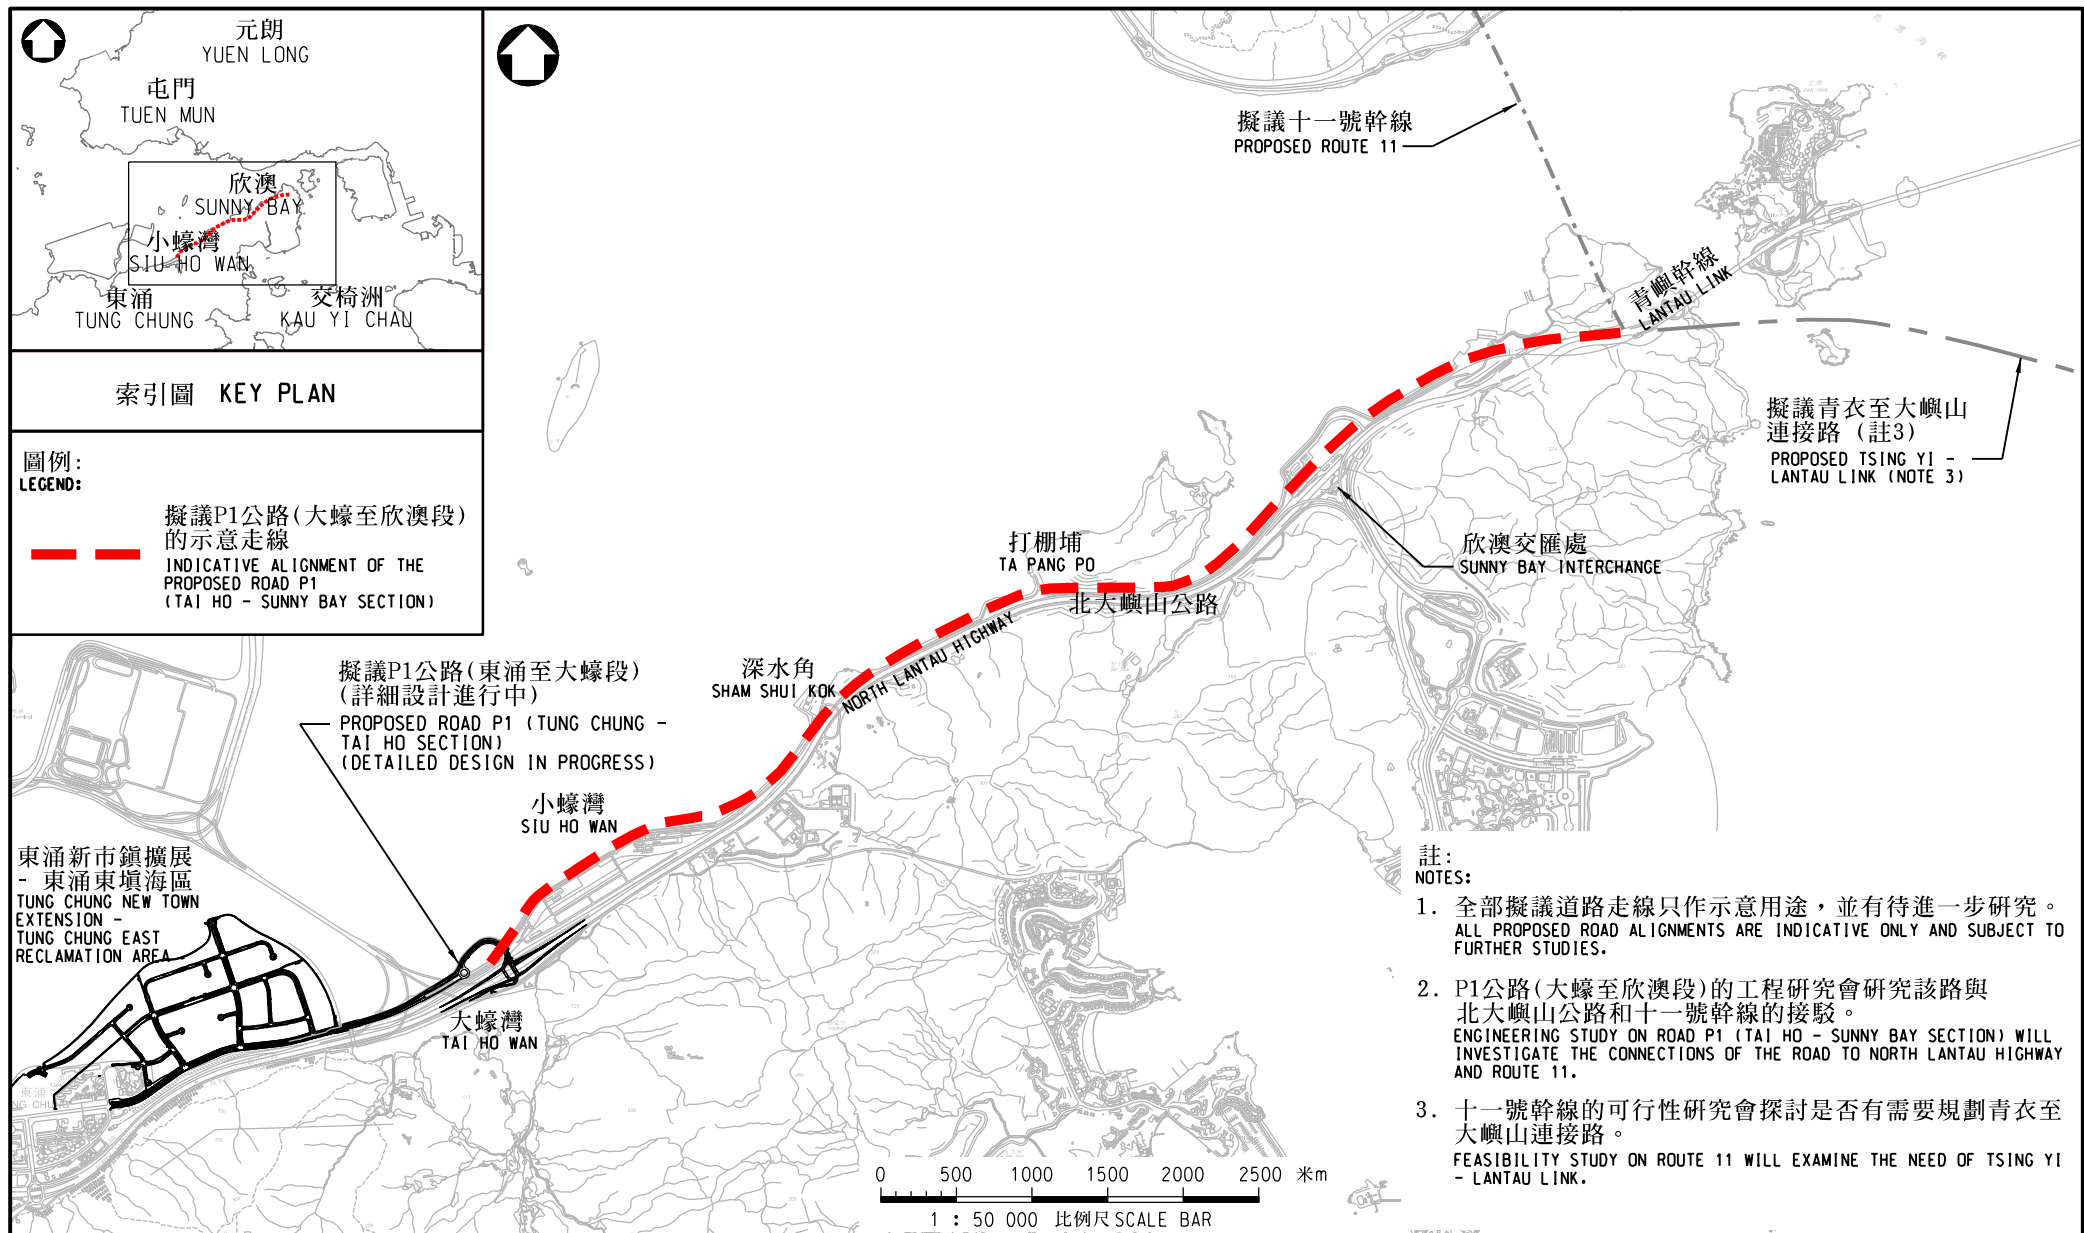 元朗
YUEN LONG
屯門
TUEN MUN
欣澳
SUNNY BAY
小蠔灣
SIU HO WAN
東涌
TUNG CHUNG
交椅洲
KAU YI CHAU
索引圖 KEY PLAN
圖例:
LEGEND:
擬議P1公路(大蠔至欣澳段)
的示意走線
INDICATIVE ALIGNMENT OF THE
PROPOSED ROAD P1
(TAI HO - SUNNY BAY SECTION)
擬議十一號幹線
PROPOSED ROUTE 11
青嶼幹線
LANTAU LINK
擬議青衣至大嶼山
連接路 (註3)
PROPOSED TSING YI -
LANTAU LINK (NOTE 3)
欣澳交匯處
SUNNY BAY INTERCHANGE
打棚埔
TA PANG PO
北大嶼山公路
NORTH LANTAU HIGHWAY
深水角
SHAM SHUI KOK
擬議P1公路(東涌至大蠔段)
(詳細設計進行中)
PROPOSED ROAD P1 (TUNG CHUNG -
TAI HO SECTION)
(DETAILED DESIGN IN PROGRESS)
小蠔灣
SIU HO WAN
東涌新市鎮擴展
- 東涌東填海區
TUNG CHUNG NEW TOWN
EXTENSION -
TUNG CHUNG EAST
RECLAMATION AREA
大蠔灣
TAI HO WAN
東涌
註:
NOTES:
1. 全部擬議道路走線只作示意用途，並有待進一步研究。
ALL PROPOSED ROAD ALIGNMENTS ARE INDICATIVE ONLY AND SUBJECT TO
FURTHER STUDIES.
2. P1公路(大蠔至欣澳段)的工程研究會研究該路與
北大嶼山公路和十一號幹線的接駁。
ENGINEERING STUDY ON ROAD P1 (TAI HO - SUNNY BAY SECTION) WILL
INVESTIGATE THE CONNECTIONS OF THE ROAD TO NORTH LANTAU HIGHWAY
AND ROUTE 11.
3. 十一號幹線的可行性研究會探討是否有需要規劃青衣至
大嶼山連接路。
FEASIBILITY STUDY ON ROUTE 11 WILL EXAMINE THE NEED OF TSING YI
- LANTAU LINK.
0 500 1000 1500 2000 2500 米m
1 : 50 000 比例尺 SCALE BAR